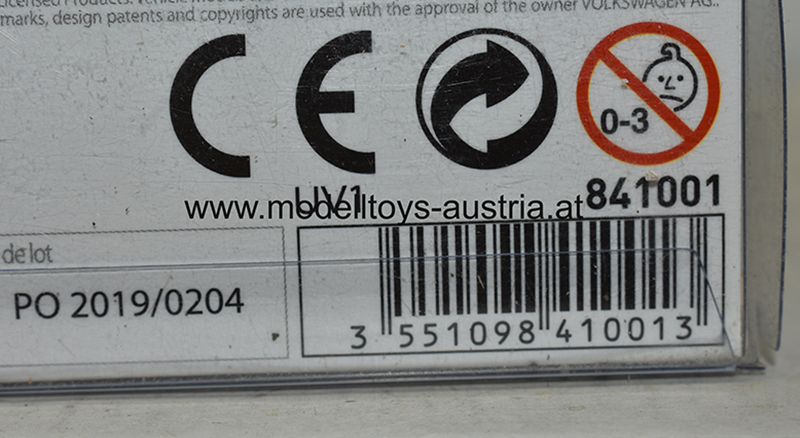 marks, design patents and copyrights are used with the approval of the owner VOLKSWAGEN AG..
CE
0-3
UV1
www.modelltoys-austria.at
841001
de lot
PO 2019/0204
3 551098 410013